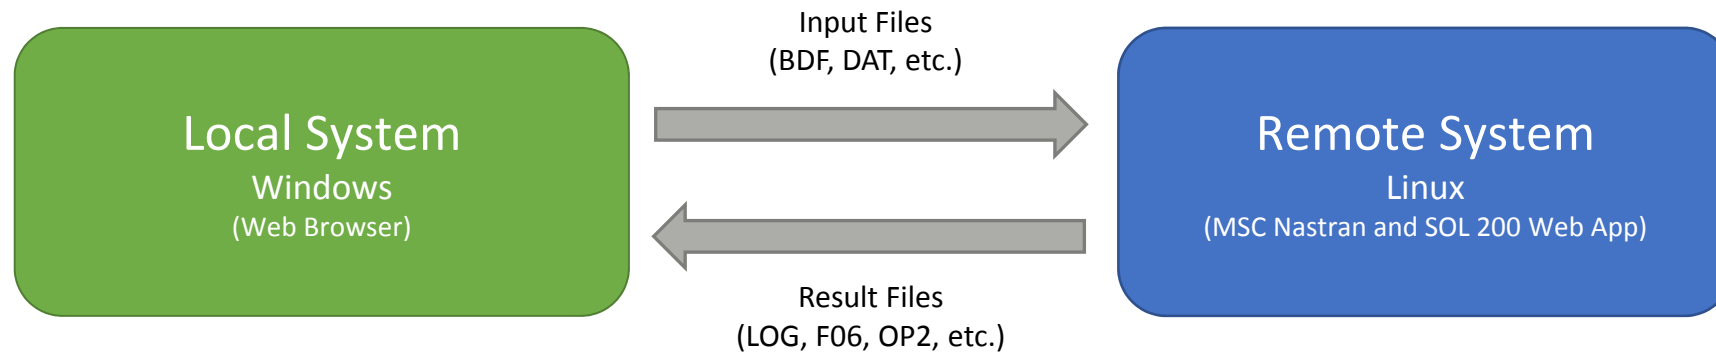 Input Files
(BDF, DAT, etc.)
Local System
Windows
(Web Browser)
Remote System
Linux
(MSC Nastran and SOL 200 Web App)
Result Files
(LOG, F06, OP2, etc.)